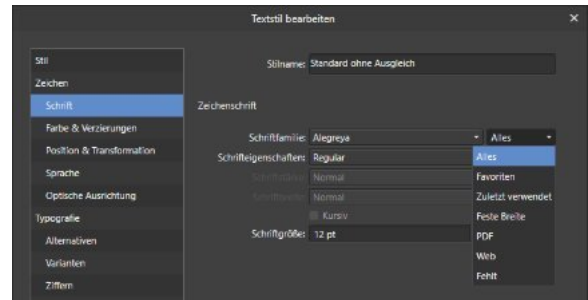 Textstil bearbeiten
Stil
Zeichen
Schrift
Farbe & Verzierungen
Position & Transformation
Sprache
Optische Ausrichtung
Typografie
Alternativen
Varianten
Ziffern
Stilname: Standard ohne Ausgleich
Zeichenschrift
Schriftfamilie: Alegreya Alles
Schrifteigenschaften: Regular
Normal
Normal
Kursiv
Schriftgröße: 12 pt
Alles
Favoriten
Zuletzt verwendet
Feste Breite
PDF
Web
Fehlt